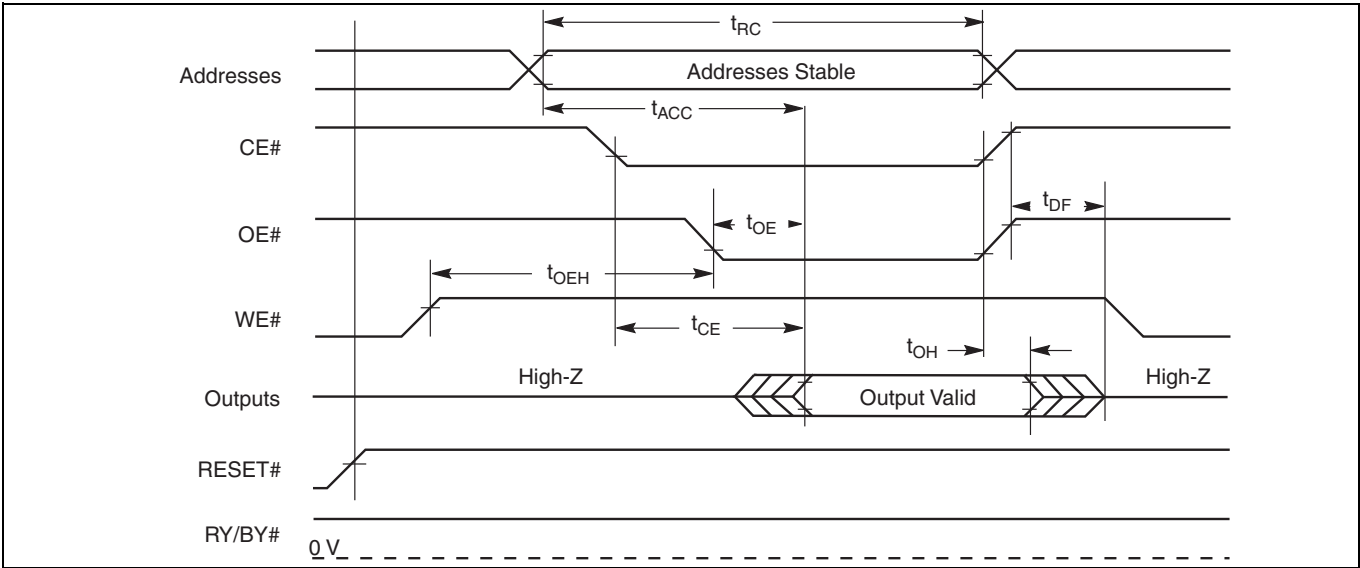 tRC
Addresses
Addresses Stable
tACC
CE#
tDF
OE#
tOE
tOEH
WE#
tCE
tOH
High-Z
High-Z
Outputs
Output Valid
RESET#
RY/BY#
0 V